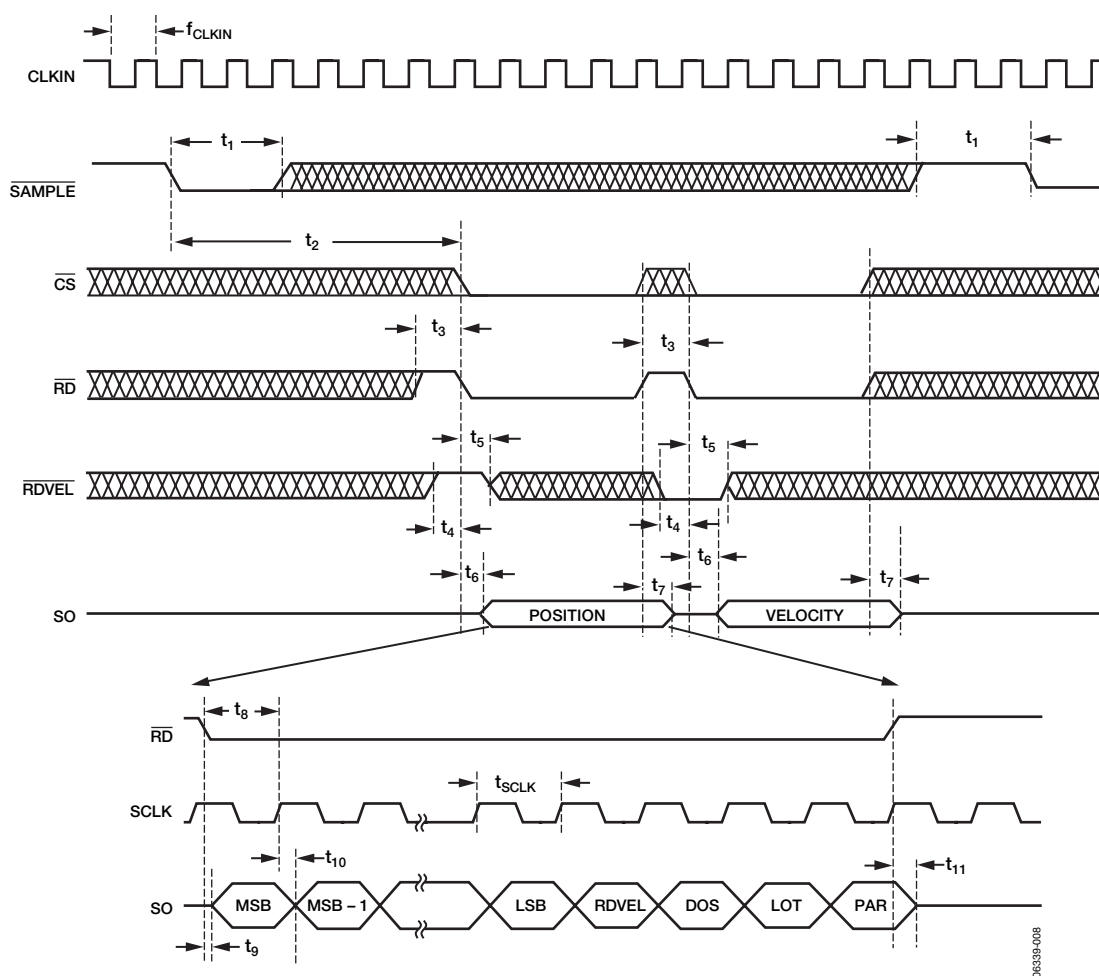 fCLKIN
CLKIN
t1 t1
SAMPLE
t2
CS
t3 t3
RD
t5 t5
RDVEL
t4 t4
t6 t6
t7 t7
SO POSITION VELOCITY
t8
RD
tSCLK
SCLK
t10 t11
SO MSB MSB – 1 LSB RDVEL DOS LOT PAR
t9
06339-008